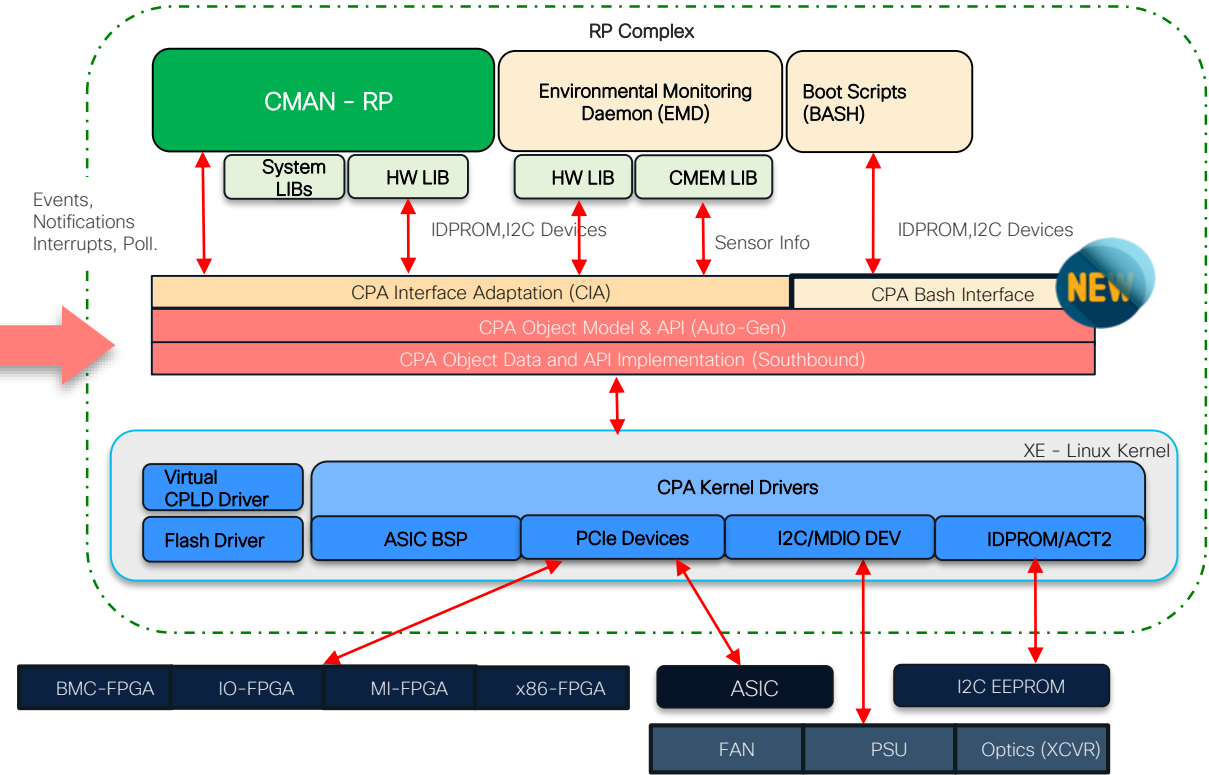 RP Complex
CMAN - RP
Environmental Monitoring
Daemon (EMD)
Boot Scripts
(BASH)
System
LIBs
HW LIB
HW LIB
CMEM LIB
Events,
Notifications
Interrupts, Poll.
IDPROM,I2C Devices
Sensor Info
IDPROM,I2C Devices
CPA Interface Adaptation (CIA)
CPA Bash Interface
NEW
CPA Object Model & API (Auto-Gen)
CPA Object Data and API Implementation (Southbound)
XE - Linux Kernel
Virtual
CPLD Driver
CPA Kernel Drivers
Flash Driver
ASIC BSP
PCIe Devices
I2C/MDIO DEV
IDPROM/ACT2
BMC-FPGA
IO-FPGA
MI-FPGA
x86-FPGA
ASIC
I2C EEPROM
FAN
PSU
Optics (XCVR)